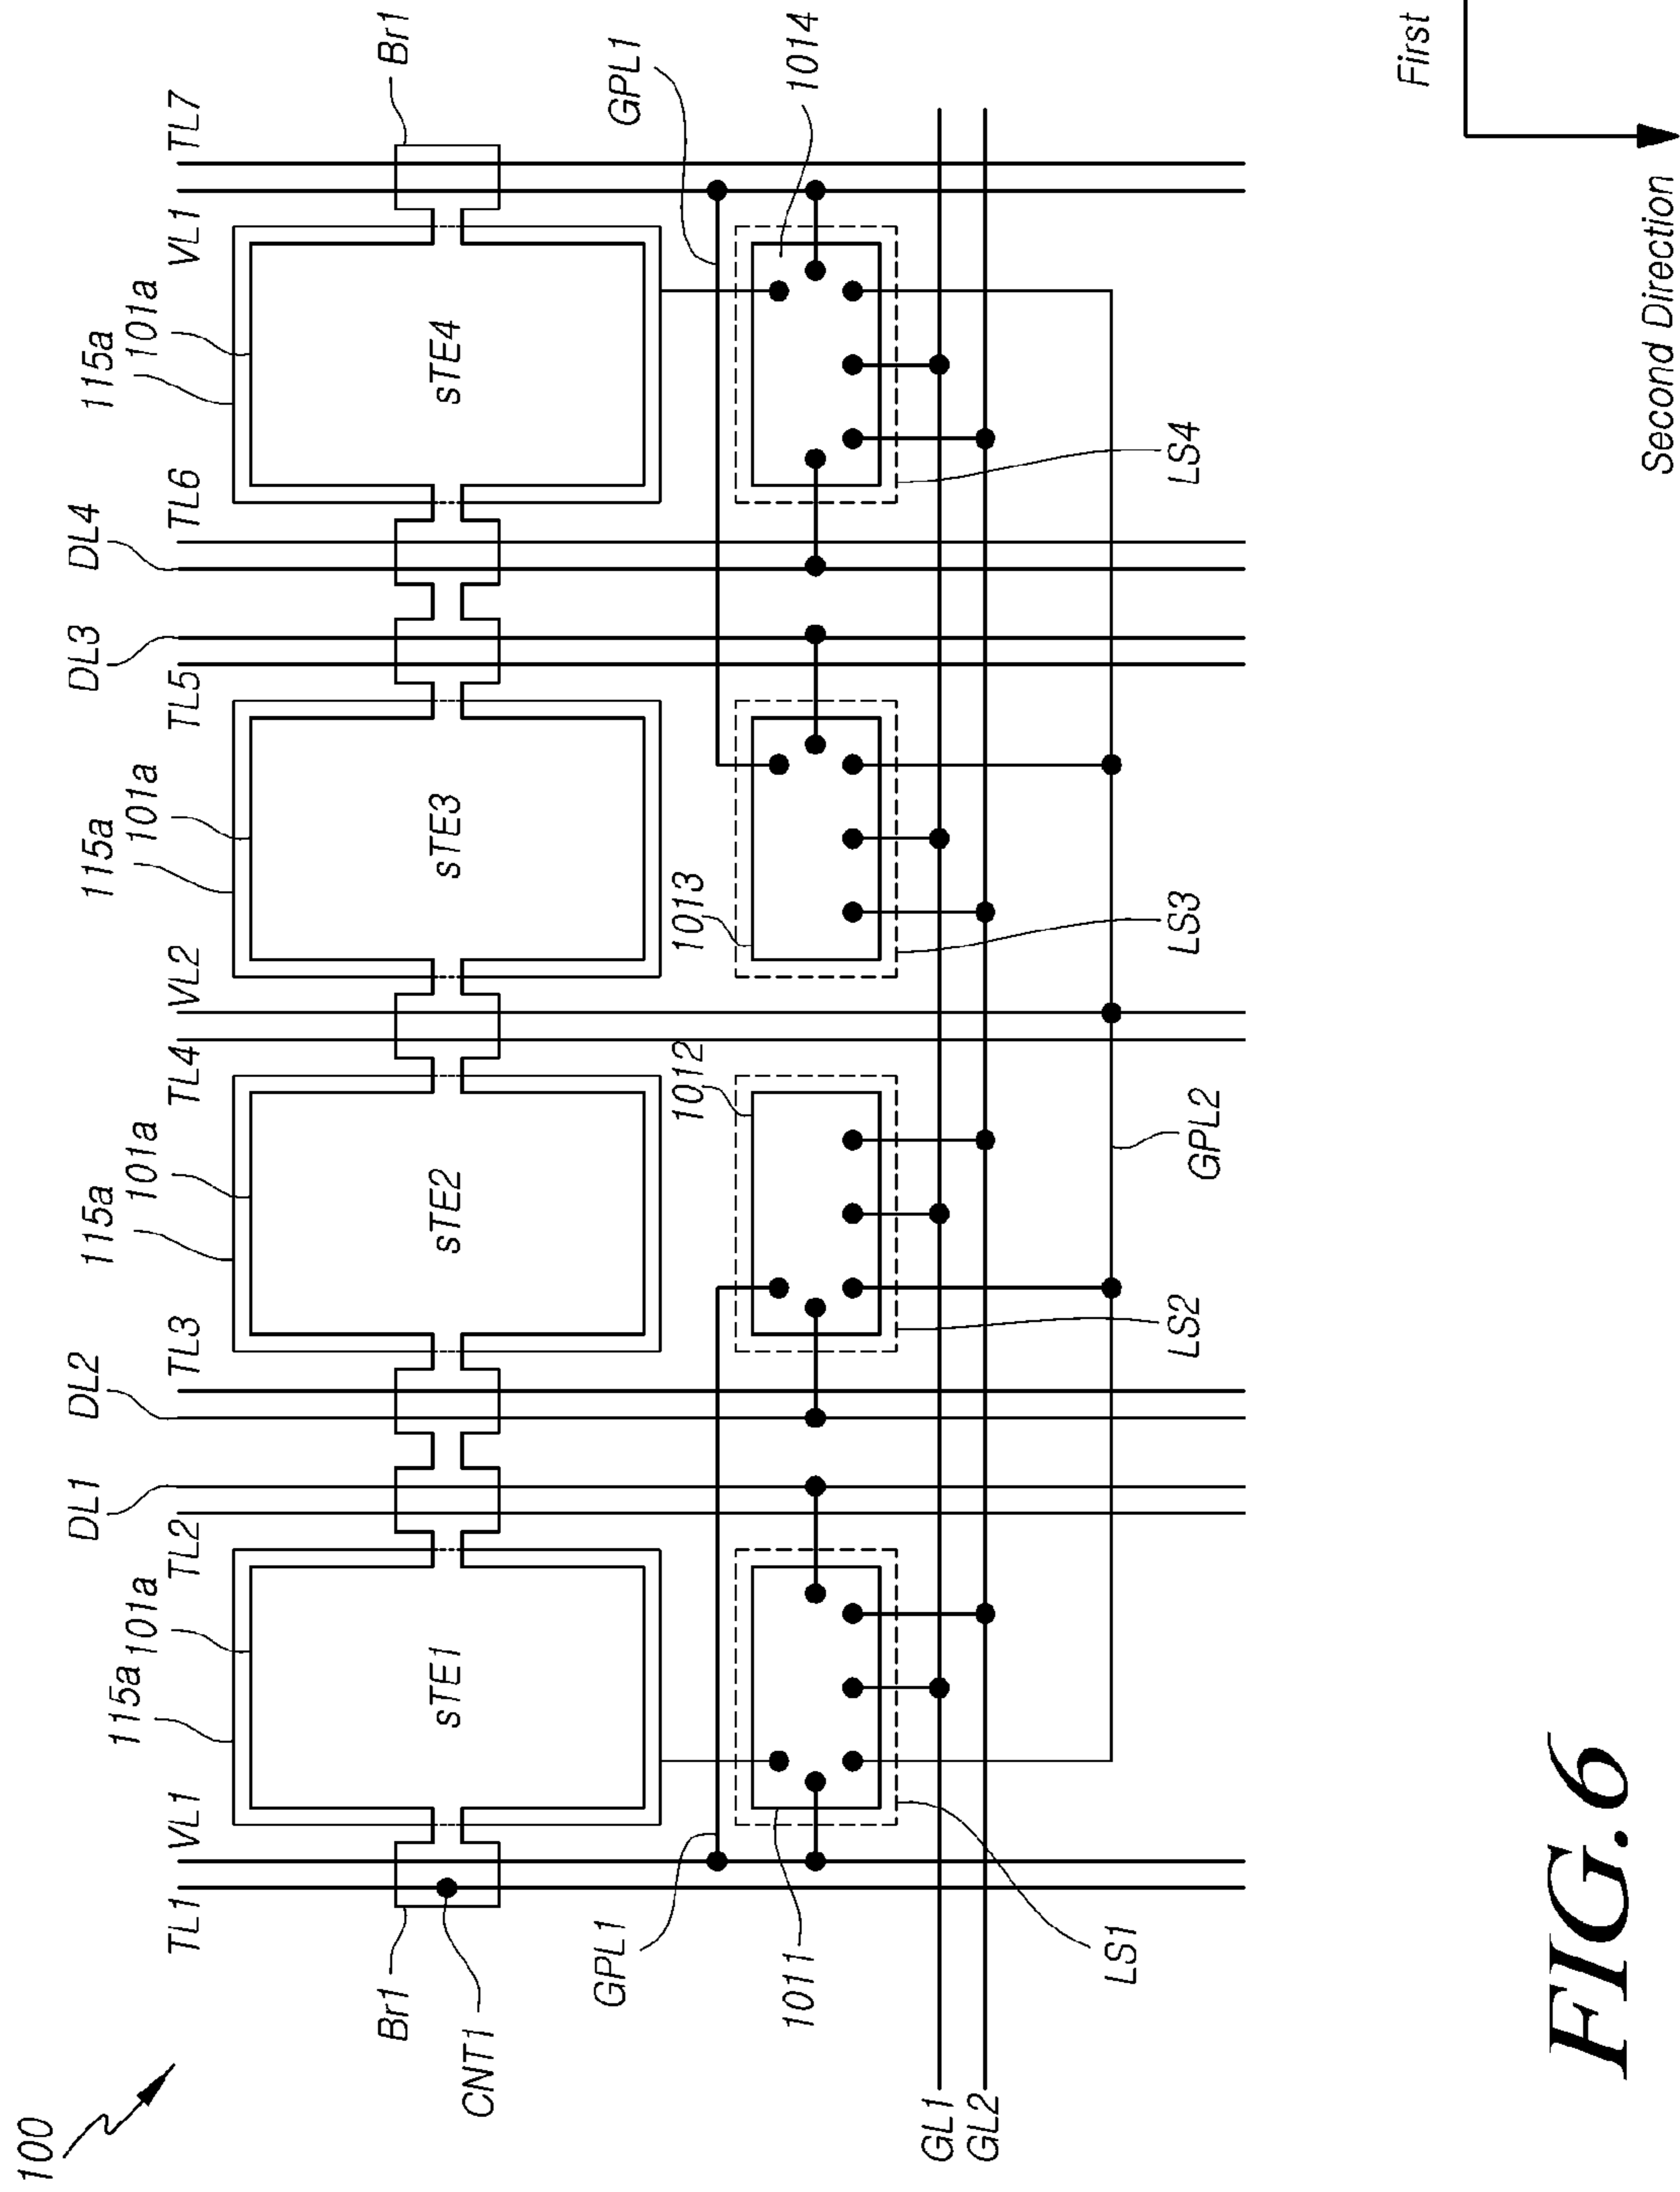 100
DL1
DL2
DL3
DL4
115a
101a
115a
101a
115a
101a
115a
101a
TL1
VL1
TL2
TL3
TL4
VL2
TL5
TL6
VL1
TL7
Br1
CNT1
sTE1
sTE2
sTE3
sTE4
Br1
GPL1
GPL1
1011
1012
1013
1014
GL1
GL2
LS1
LS2
LS3
LS4
GPL2
First
Second Direction
FIG. 6